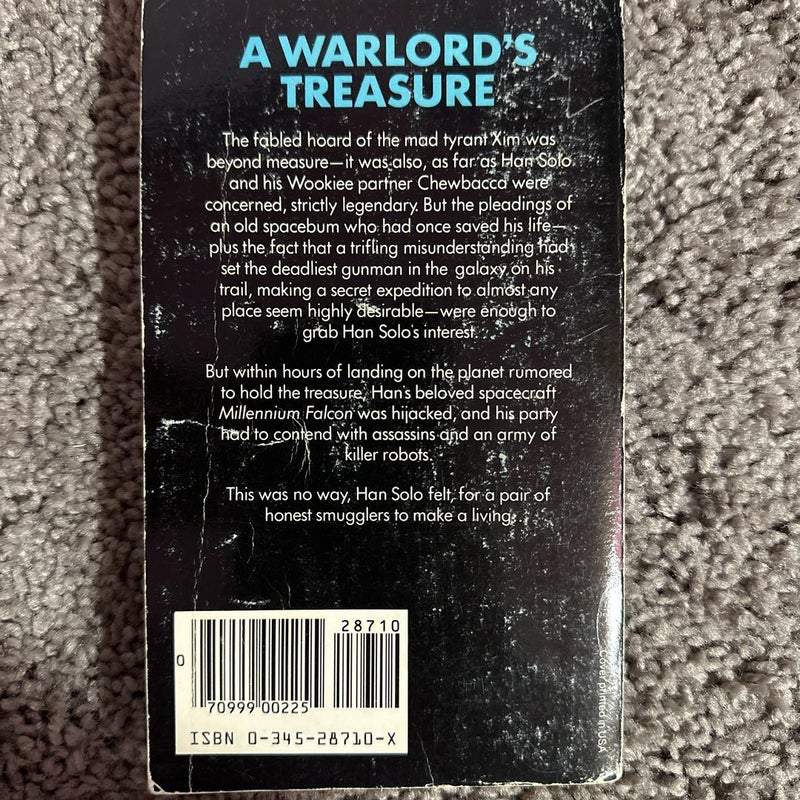 A WARLORD'S
TREASURE
The fabled hoard of the mad tyrant Xim was
beyond measure—it was also, as far as Han Solo
and his Wookiee partner Chewbacca were
concerned, strictly legendary. But the pleadings of
an old spacebum who had once saved his life—
plus the fact that a trifling misunderstanding had
set the deadliest gunman in the galaxy on his
trail, making a secret expedition to almost any
place seem highly desirable—were enough to
grab Han Solo's interest.
But within hours of landing on the planet rumored
to hold the treasure, Han's beloved spacecraft
Millennium Falcon was hijacked, and his party
had to contend with assassins and an army of
killer robots.
This was no way, Han Solo felt, for a pair of
honest smugglers to make a living.
28710
0
70999 00225
ISBN 0-345-28710-X
Cover printed in USA